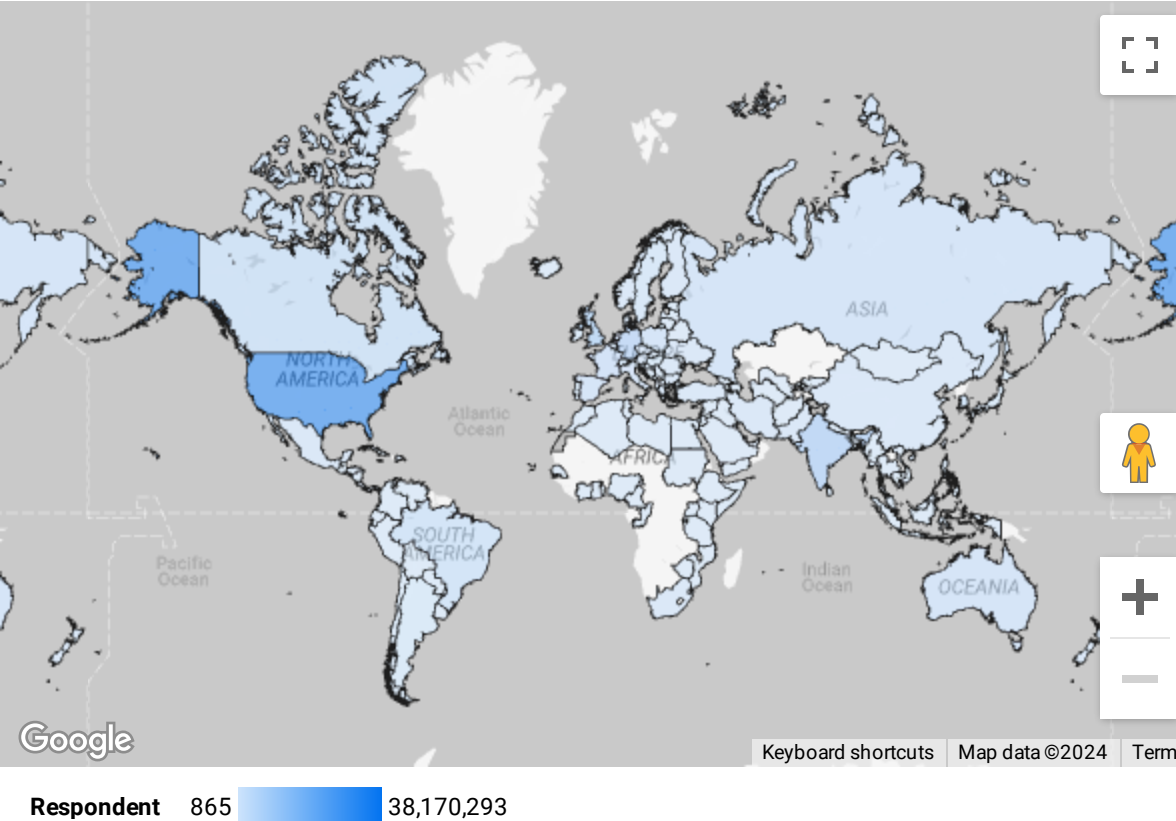 ASIA
NORTH
AMERICA
Atlantic
Ocean
AFRICA
SOUTH
AMERICA
Pacific
Ocean
Indian
Ocean
OCEANIA
Google
Keyboard shortcuts
Map data ©2024
Term
Respondent 865 38,170,293